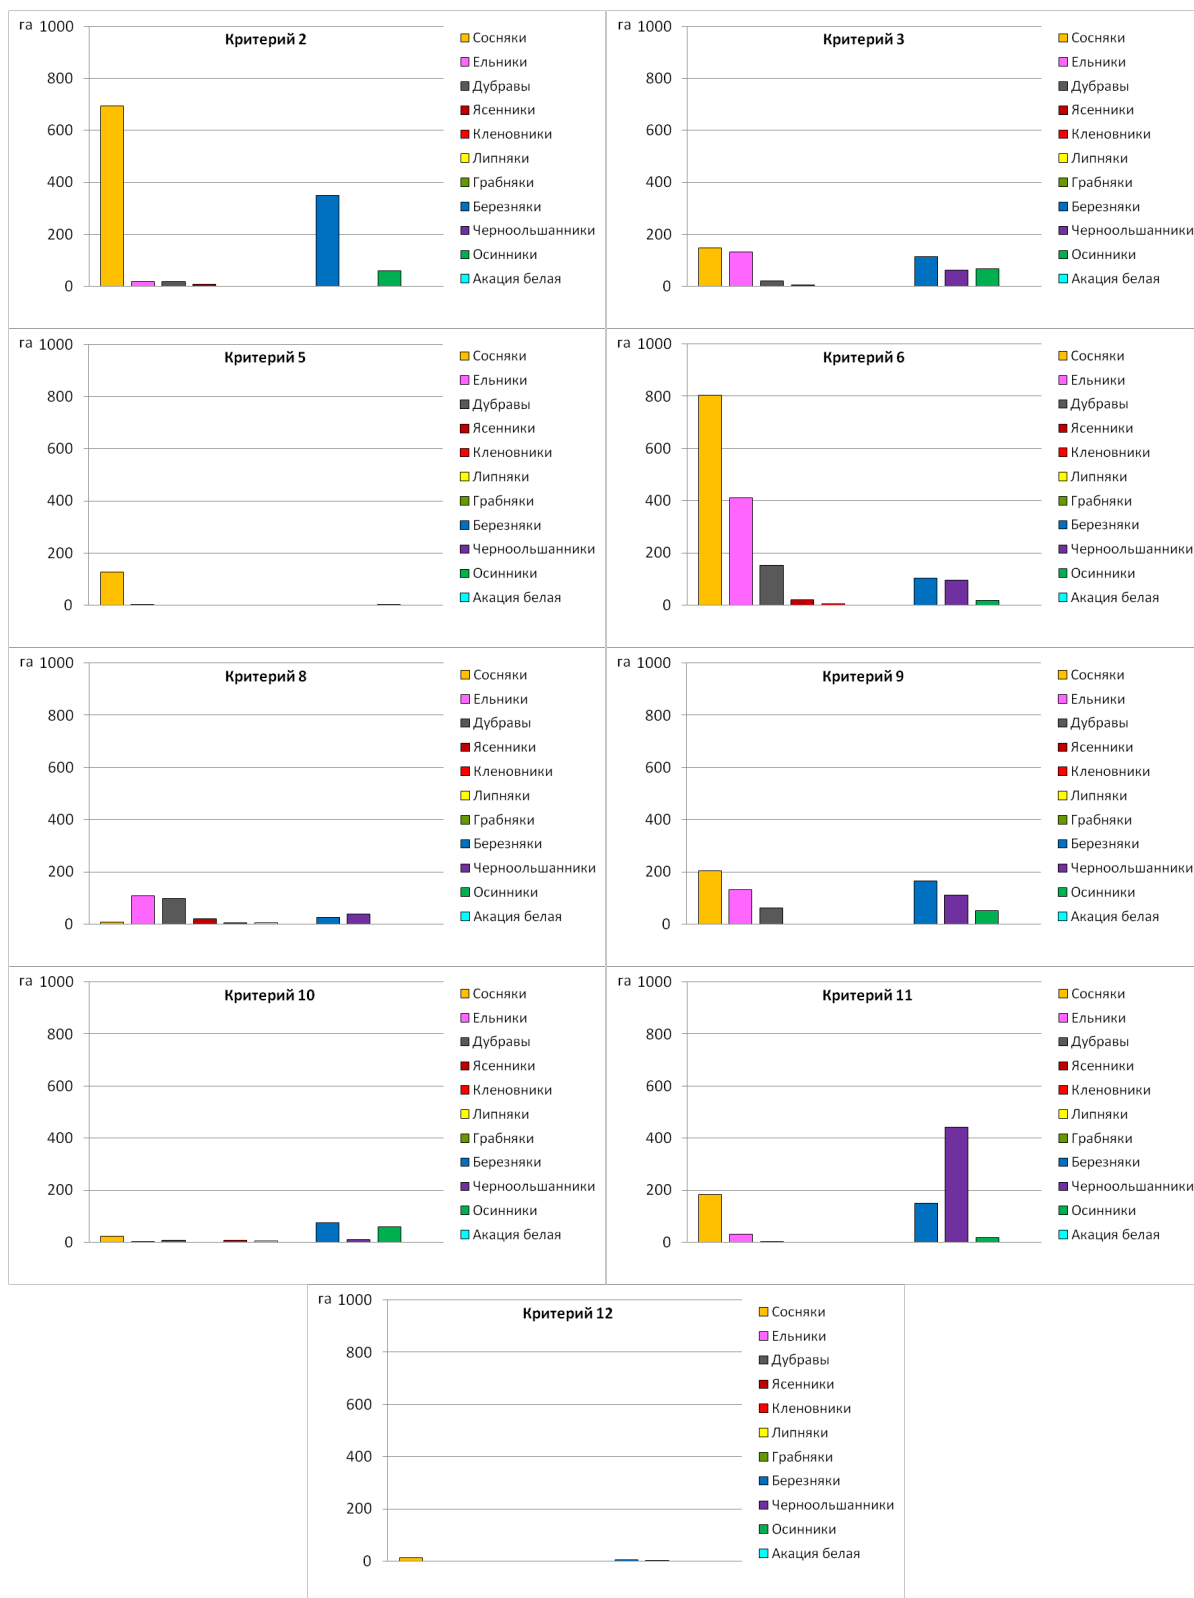 га
Критерий 2
1000
800
600
400
200
0
Сосняки
Ельники
Дубравы
Ясенники
Кленовники
Липняки
Грабняки
Березняки
Черноольшанники
Осинники
Акация белая
га
Критерий 3
1000
800
600
400
200
0
Сосняки
Ельники
Дубравы
Ясенники
Кленовники
Липняки
Грабняки
Березняки
Черноольшанники
Осинники
Акация белая
га
Критерий 5
1000
800
600
400
200
0
Сосняки
Ельники
Дубравы
Ясенники
Кленовники
Липняки
Грабняки
Березняки
Черноольшанники
Осинники
Акация белая
га
Критерий 6
1000
800
600
400
200
0
Сосняки
Ельники
Дубравы
Ясенники
Кленовники
Липняки
Грабняки
Березняки
Черноольшанники
Осинники
Акация белая
га
Критерий 8
1000
800
600
400
200
0
Сосняки
Ельники
Дубравы
Ясенники
Кленовники
Липняки
Грабняки
Березняки
Черноольшанники
Осинники
Акация белая
га
Критерий 9
1000
800
600
400
200
0
Сосняки
Ельники
Дубравы
Ясенники
Кленовники
Липняки
Грабняки
Березняки
Черноольшанники
Осинники
Акация белая
га
Критерий 10
1000
800
600
400
200
0
Сосняки
Ельники
Дубравы
Ясенники
Кленовники
Липняки
Грабняки
Березняки
Черноольшанники
Осинники
Акация белая
га
Критерий 11
1000
800
600
400
200
0
Сосняки
Ельники
Дубравы
Ясенники
Кленовники
Липняки
Грабняки
Березняки
Черноольшанники
Осинники
Акация белая
га
Критерий 12
1000
800
600
400
200
0
Сосняки
Ельники
Дубравы
Ясенники
Кленовники
Липняки
Грабняки
Березняки
Черноольшанники
Осинники
Акация белая